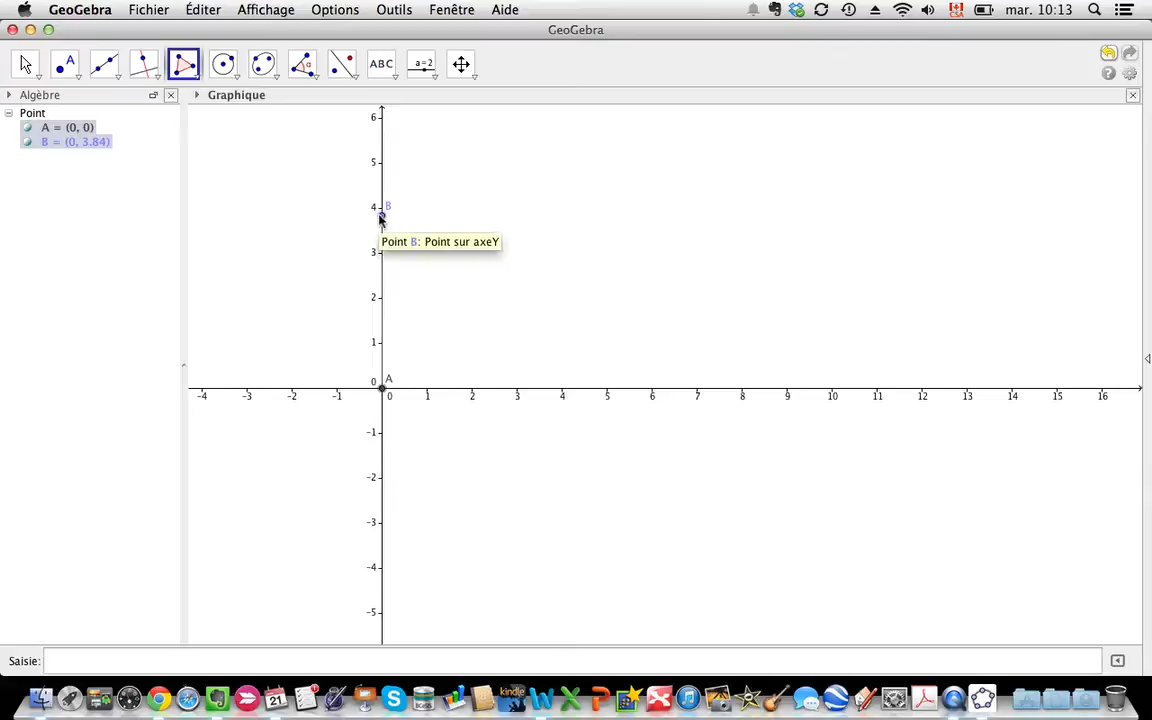 GeoGebra Fichier Éditer Affichage Options Outils Fenêtre Aide CSA mar. 10:13
GeoGebra
A ABC a=2
Algèbre
Graphique
Point
A = (0, 0)
B = (0, 3.84)
6
5
4
B
Point B: Point sur axeY
3
2
1
0
A
-4 -3 -2 -1 0 1 2 3 4 5 6 7 8 9 10 11 12 13 14 15 16
-1
-2
-3
-4
-5
Saisie:
21
kindle